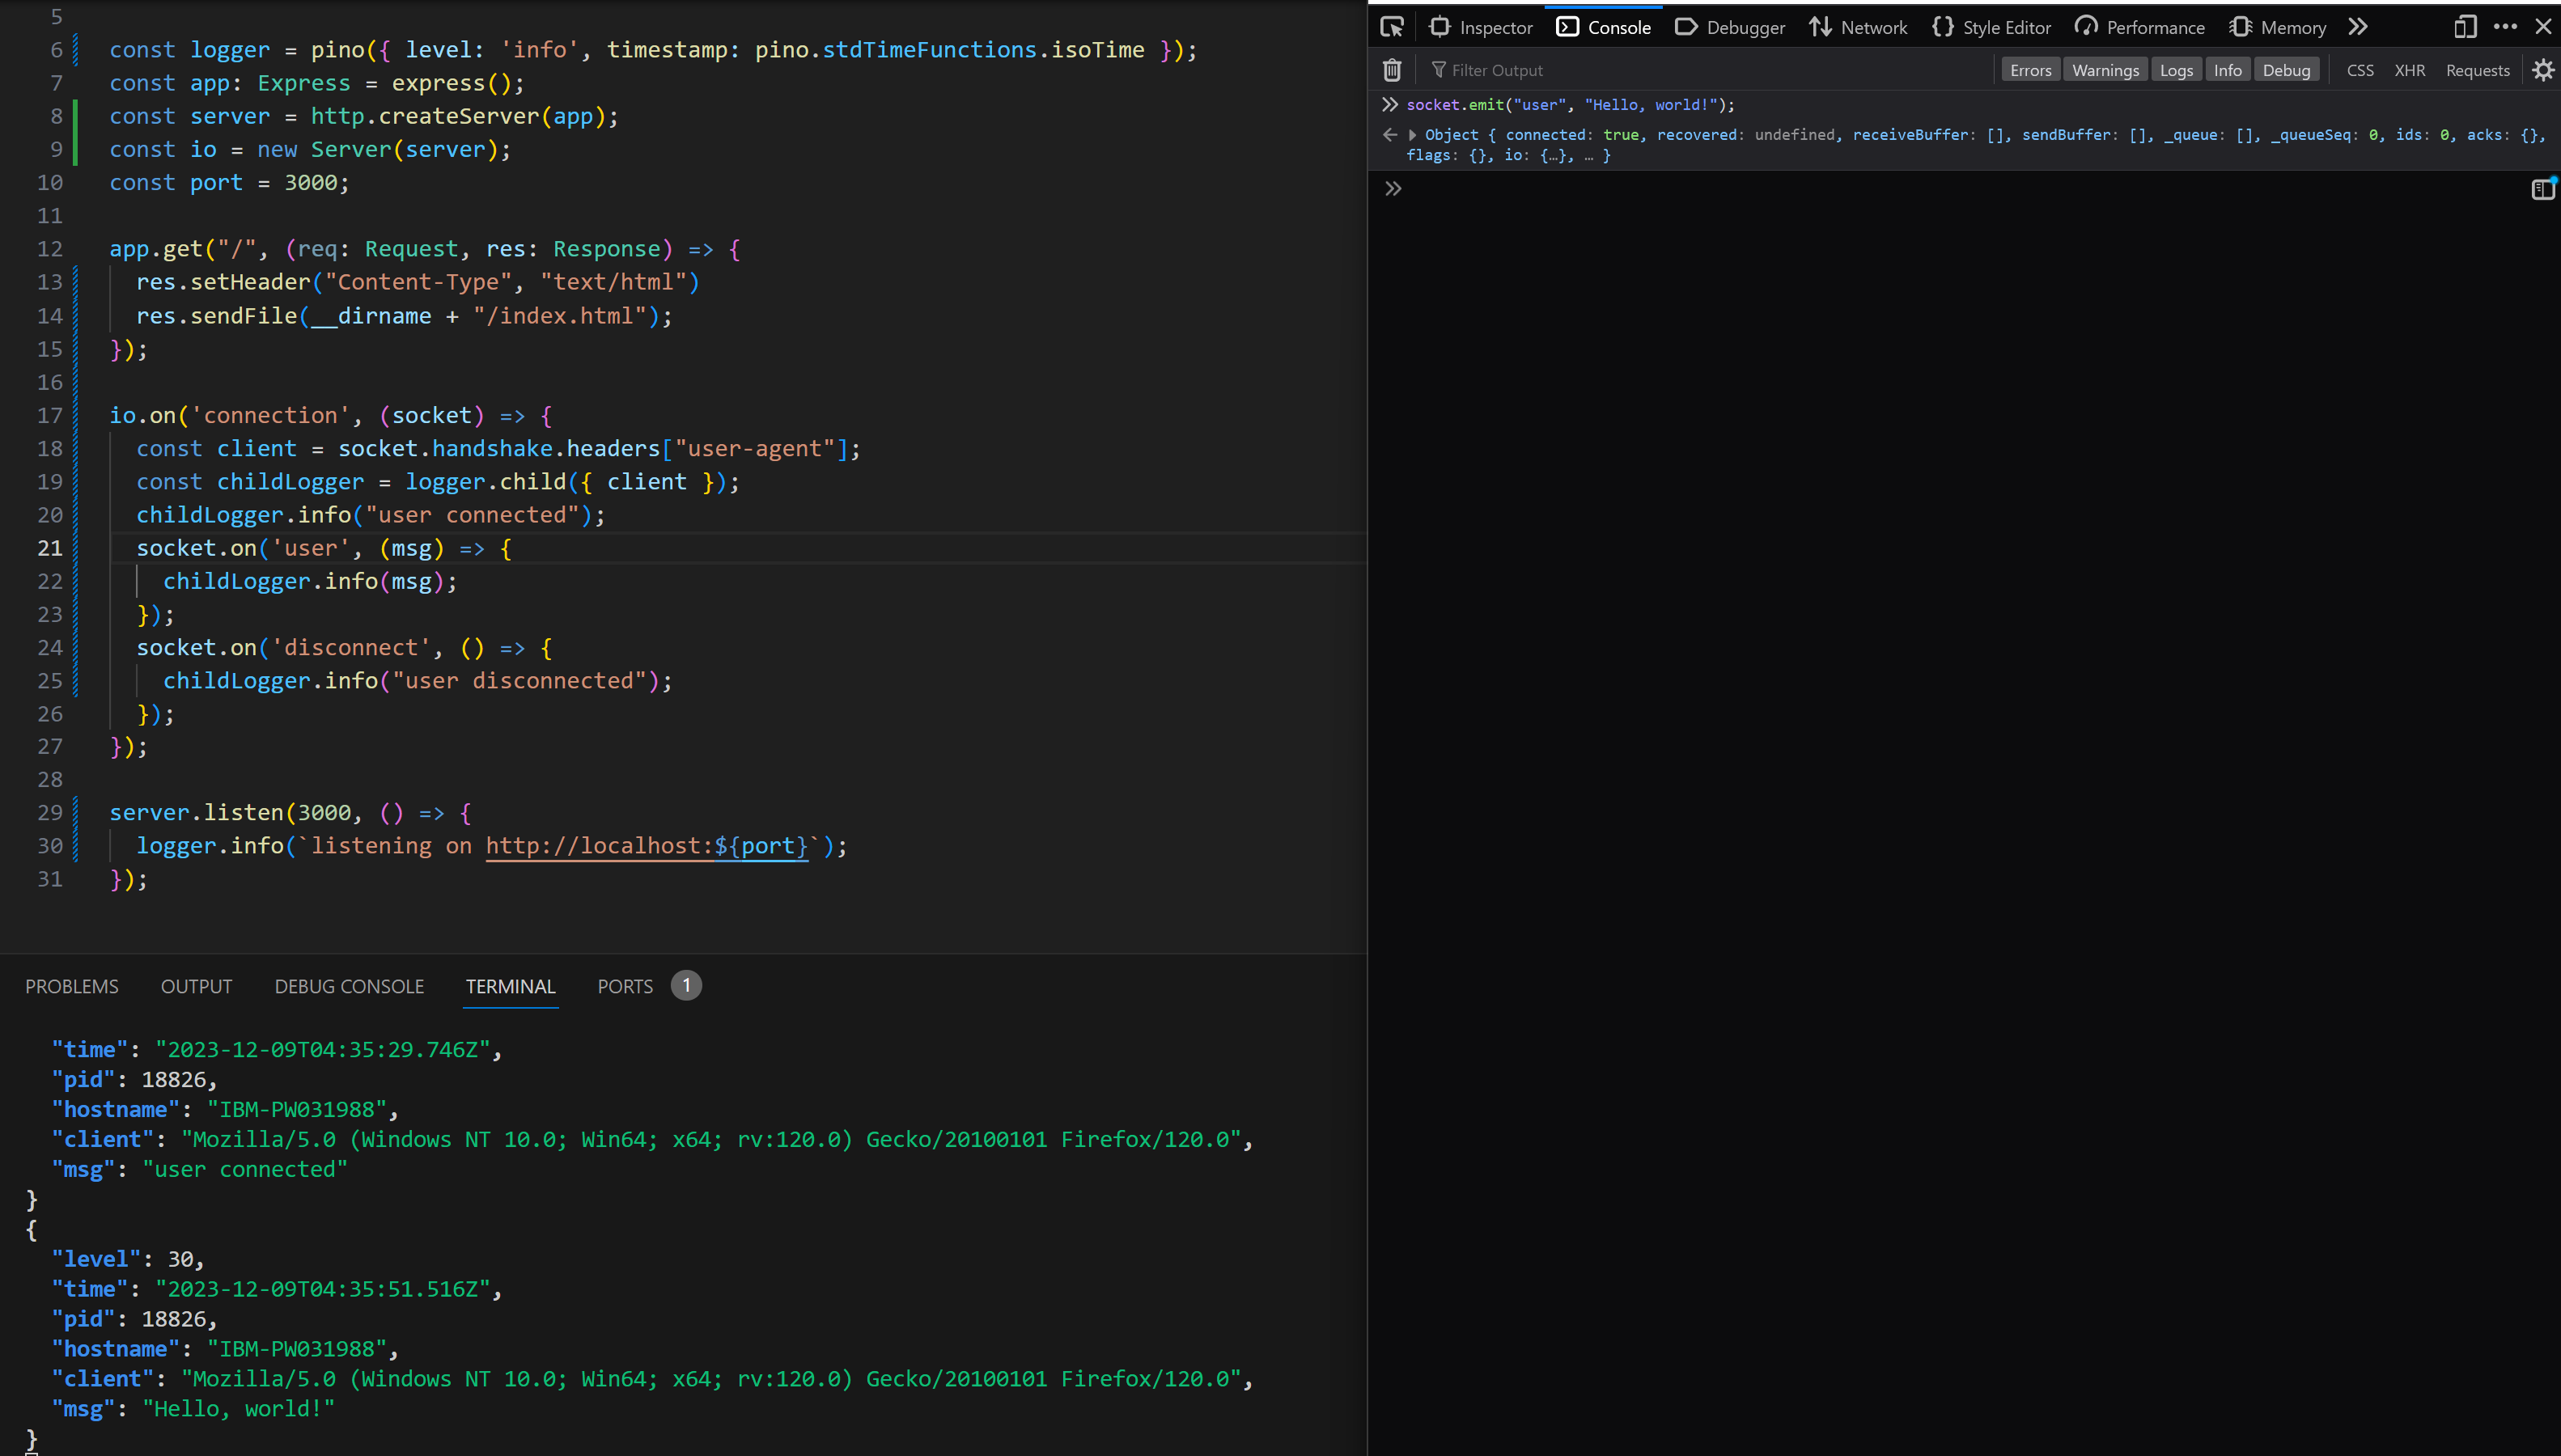 5
6 const logger = pino({ level: 'info', timestamp: pino.stdTimeFunctions.isoTime });
7 const app: Express = express();
8 const server = http.createServer(app);
9 const io = new Server(server);
10 const port = 3000;
11
12 app.get("/", (req: Request, res: Response) => {
13 res.setHeader("Content-Type", "text/html")
14 res.sendFile(__dirname + "/index.html");
15 });
16
17 io.on('connection', (socket) => {
18 const client = socket.handshake.headers["user-agent"];
19 const childLogger = logger.child({ client });
20 childLogger.info("user connected");
21 socket.on('user', (msg) => {
22 childLogger.info(msg);
23 });
24 socket.on('disconnect', () => {
25 childLogger.info("user disconnected");
26 });
27 });
28
29 server.listen(3000, () => {
30 logger.info(`listening on http://localhost:${port}`);
31 });
PROBLEMS OUTPUT DEBUG CONSOLE TERMINAL PORTS 1
"time": "2023-12-09T04:35:29.746Z",
"pid": 18826,
"hostname": "IBM-PW031988",
"client": "Mozilla/5.0 (Windows NT 10.0; Win64; x64; rv:120.0) Gecko/20100101 Firefox/120.0",
"msg": "user connected"
}
{
"level": 30,
"time": "2023-12-09T04:35:51.516Z",
"pid": 18826,
"hostname": "IBM-PW031988",
"client": "Mozilla/5.0 (Windows NT 10.0; Win64; x64; rv:120.0) Gecko/20100101 Firefox/120.0",
"msg": "Hello, world!"
}
Inspector Console Debugger Network Style Editor Performance Memory
Filter Output Errors Warnings Logs Info Debug CSS XHR Requests
socket.emit("user", "Hello, world!");
Object { connected: true, recovered: undefined, receiveBuffer: [], sendBuffer: [], _queue: [], _queueSeq: 0, ids: 0, acks: {},
flags: {}, io: {…}, … }